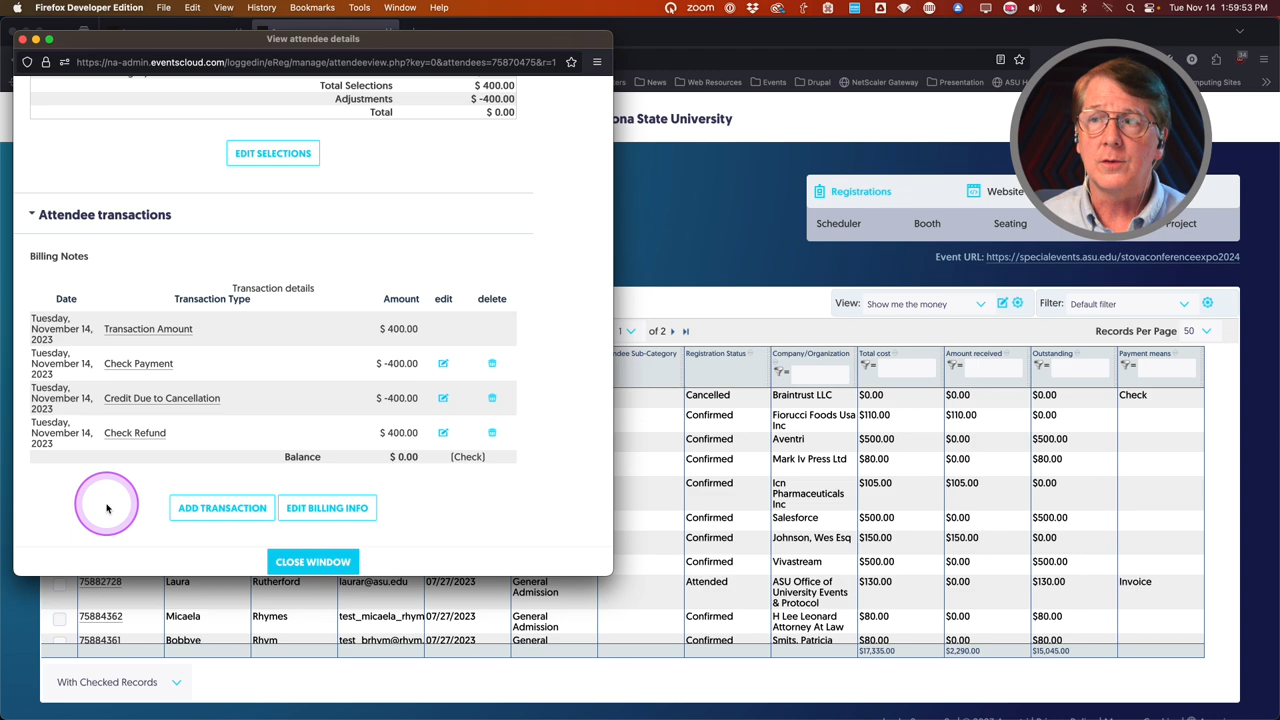 Firefox Developer Edition File Edit View History Bookmarks Tools Window Help
zoom
Tue Nov 14 1:59:53 PM
View attendee details
https://na-admin.eventscloud.com/loggedin/eReg/manage/attendeeview.php?key=0&attendees=75870475&r=1
News Web Resources Events Drupal NetScaler Gateway Presentation ASU
Total Selections $ 400.00
Adjustments $ -400.00
Total $ 0.00
EDIT SELECTIONS
Attendee transactions
Billing Notes
Transaction details
Date Transaction Type Amount edit delete
Tuesday,
November 14,
2023
Transaction Amount $ 400.00
Tuesday,
November 14,
2023
Check Payment $ -400.00
Tuesday,
November 14,
2023
Credit Due to Cancellation $ -400.00
Tuesday,
November 14,
2023
Check Refund $ 400.00
Balance $ 0.00 (Check)
ADD TRANSACTION EDIT BILLING INFO
CLOSE WINDOW
ona State University
Registrations Website
Scheduler Booth Seating Project
Event URL: https://specialevents.asu.edu/stovaconferenceexpo2024
View: Show me the money Filter: Default filter
1 of 2 Records Per Page 50
ndee Sub-Category Registration Status Company/Organization Total cost Amount received Outstanding Payment means
Cancelled Braintrust LLC $0.00 $0.00 $0.00 Check
Confirmed Fiorucci Foods Usa Inc $110.00 $110.00 $0.00
Confirmed Aventri $500.00 $0.00 $500.00
Confirmed Mark Iv Press Ltd $80.00 $0.00 $80.00
Confirmed Icn Pharmaceuticals Inc $105.00 $105.00 $0.00
Confirmed Salesforce $500.00 $0.00 $500.00
Confirmed Johnson, Wes Esq $150.00 $150.00 $0.00
Confirmed Vivastream $500.00 $0.00 $500.00
75882728 Laura Rutherford laurar@asu.edu 07/27/2023 General Admission Attended ASU Office of University Events & Protocol $130.00 $0.00 $130.00 Invoice
75884362 Micaela Rhymes test_micaela_rhym 07/27/2023 General Admission Confirmed H Lee Leonard Attorney At Law $80.00 $0.00 $80.00
75884361 Bobbye Rhym test_brhym@rhym. 07/27/2023 General Confirmed Smits, Patricia $80.00 $0.00 $80.00
$17,335.00 $2,290.00 $15,045.00
With Checked Records